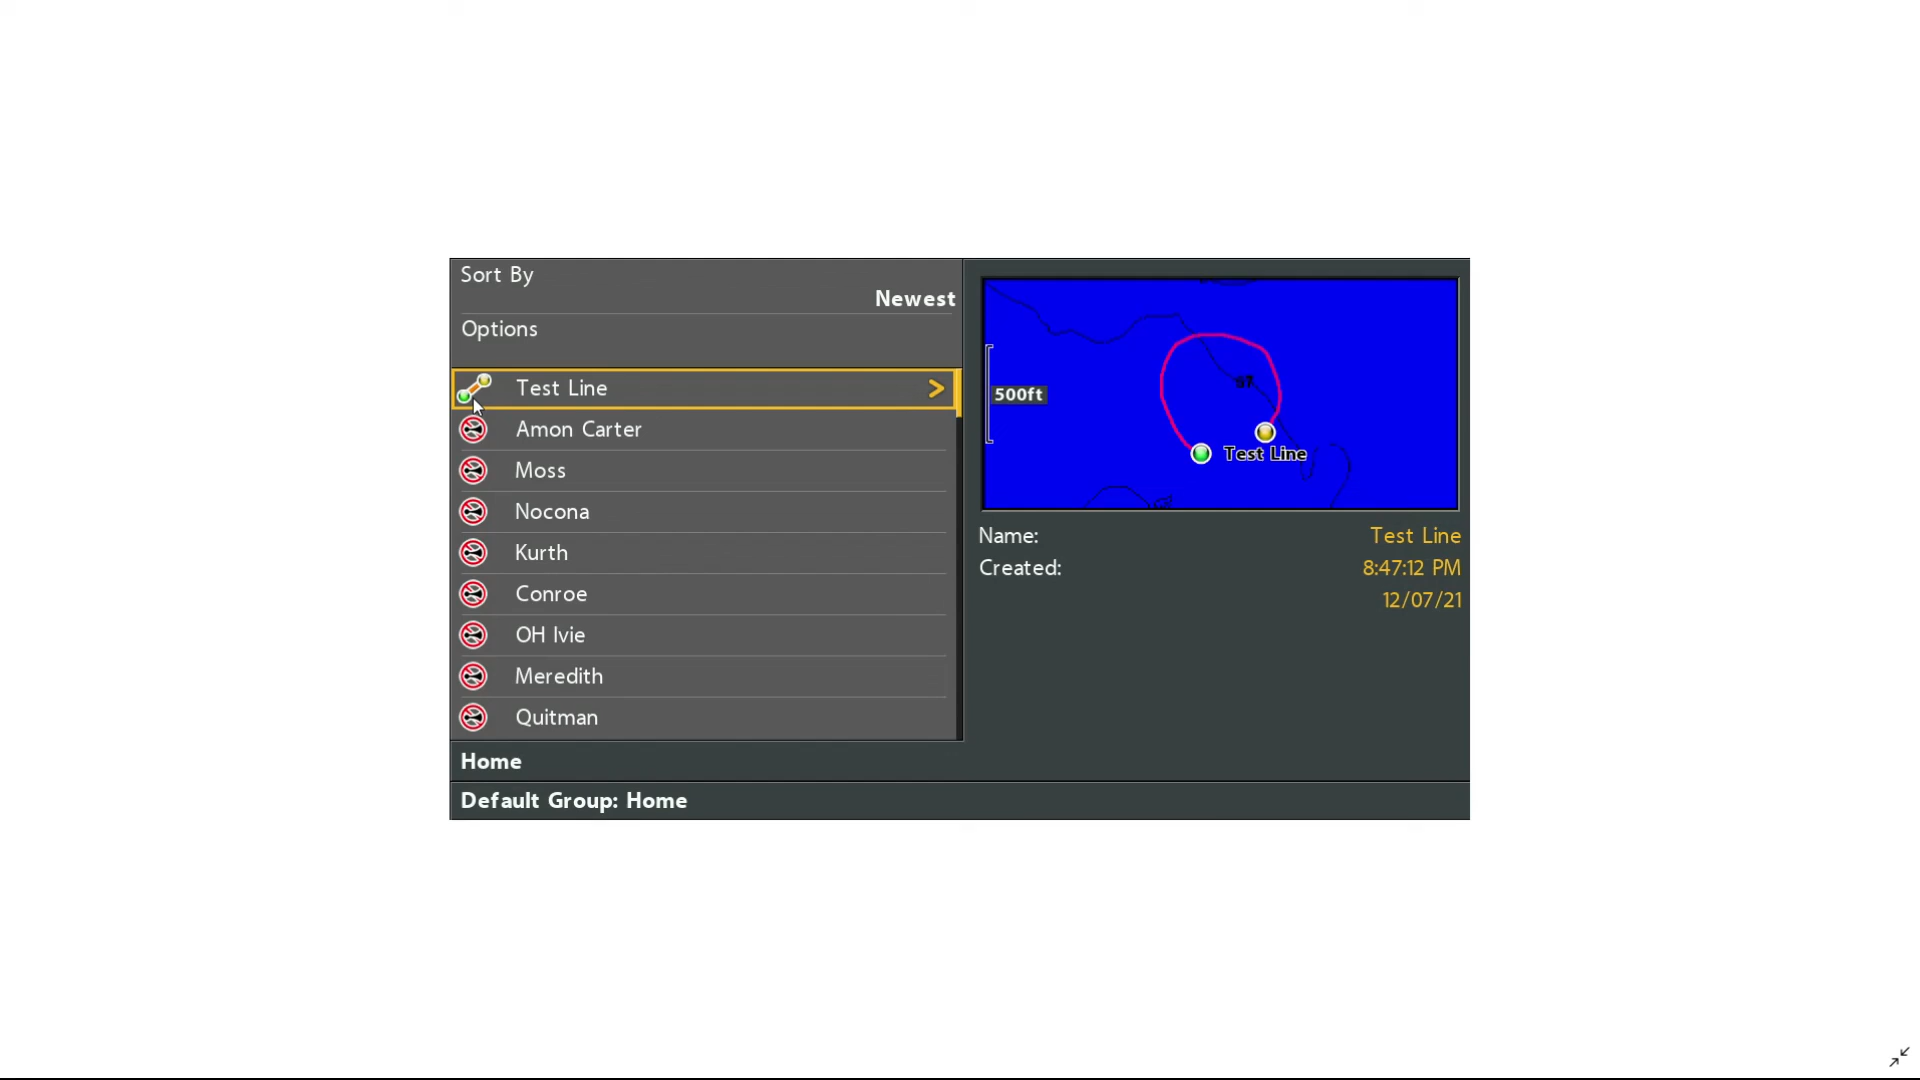 Sort By
Newest
Options
Test Line
Amon Carter
Moss
Nocona
Kurth
Conroe
OH Ivie
Meredith
Quitman
Home
Default Group: Home
500ft
67
Test Line
Name: Test Line
Created: 8:47:12 PM
12/07/21